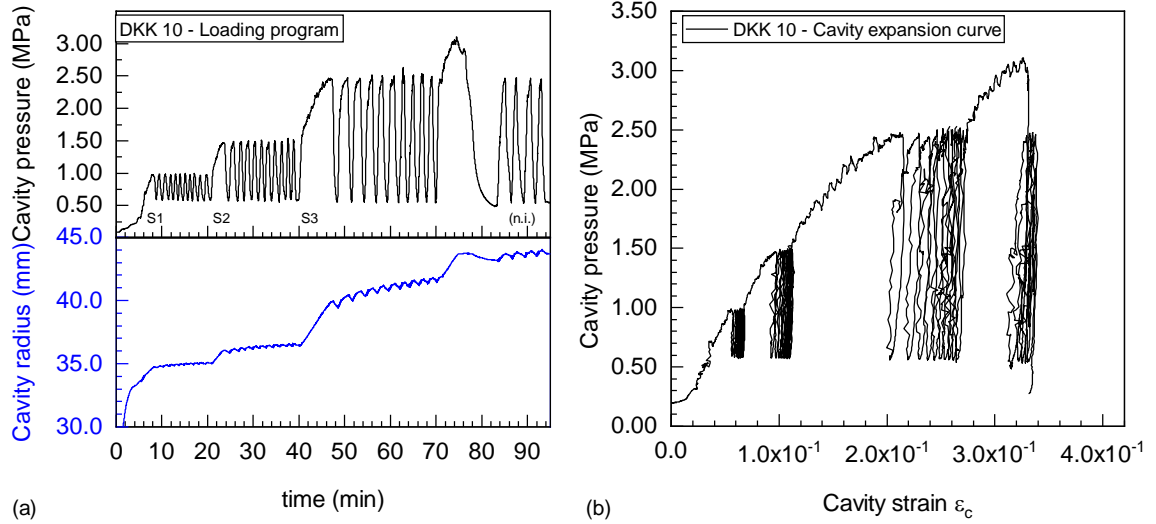 DKK 10 - Loading program
Cavity pressure (MPa)
3.00
2.50
2.00
1.50
1.00
0.50
S1
S2
S3
(n.i.)
Cavity radius (mm)
45.0
40.0
35.0
30.0
0
10
20
30
40
50
60
70
80
90
time (min)
(a)
DKK 10 - Cavity expansion curve
Cavity pressure (MPa)
3.50
3.00
2.50
2.00
1.50
1.00
0.50
0.00
0.0
1.0x10⁻¹
2.0x10⁻¹
3.0x10⁻¹
4.0x10⁻¹
Cavity strain ε_c
(b)